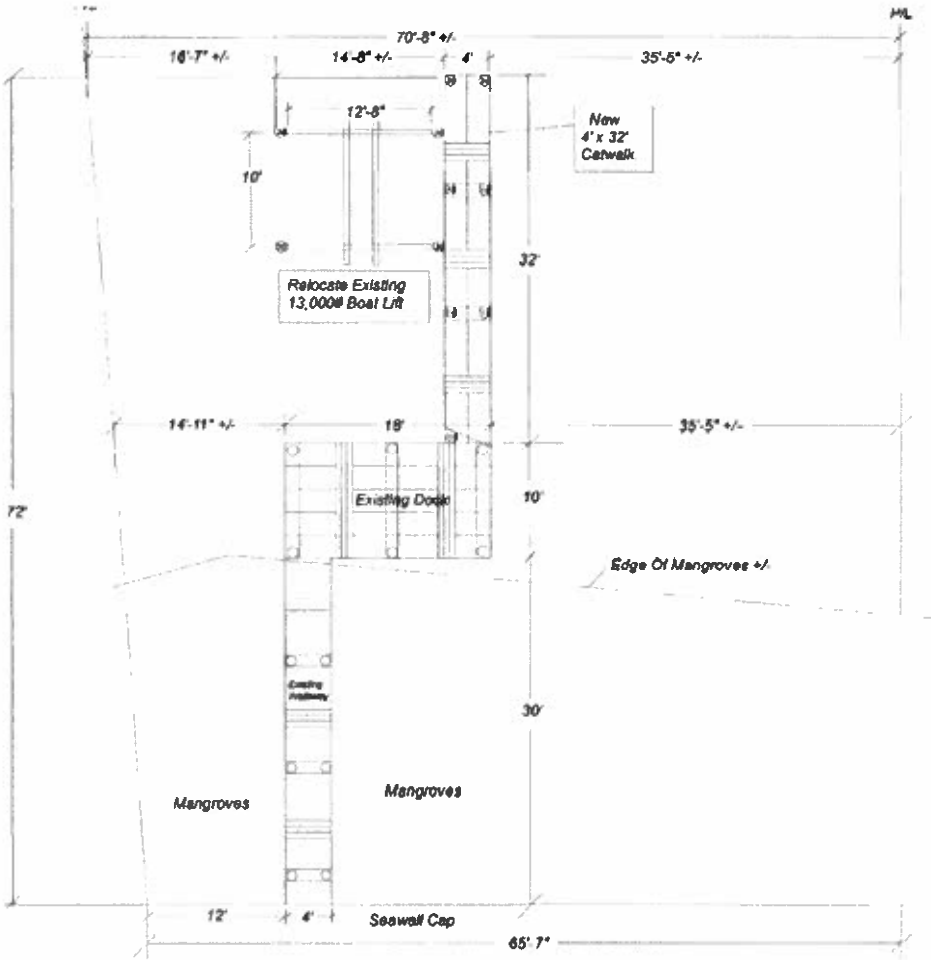 P/L
70'-8" +/-
16'-7" +/-
14'-8" +/-
4'
35'-5" +/-
12'-8"
New
4' x 32'
Catwalk
10'
32'
Relocate Existing
13,000# Boat Lift
14'-11" +/-
18'
35'-5" +/-
72'
Existing Dock
10'
Edge Of Mangroves +/-
Existing
Walkway
30'
Mangroves
Mangroves
12'
4'
Seawall Cap
65'-7"